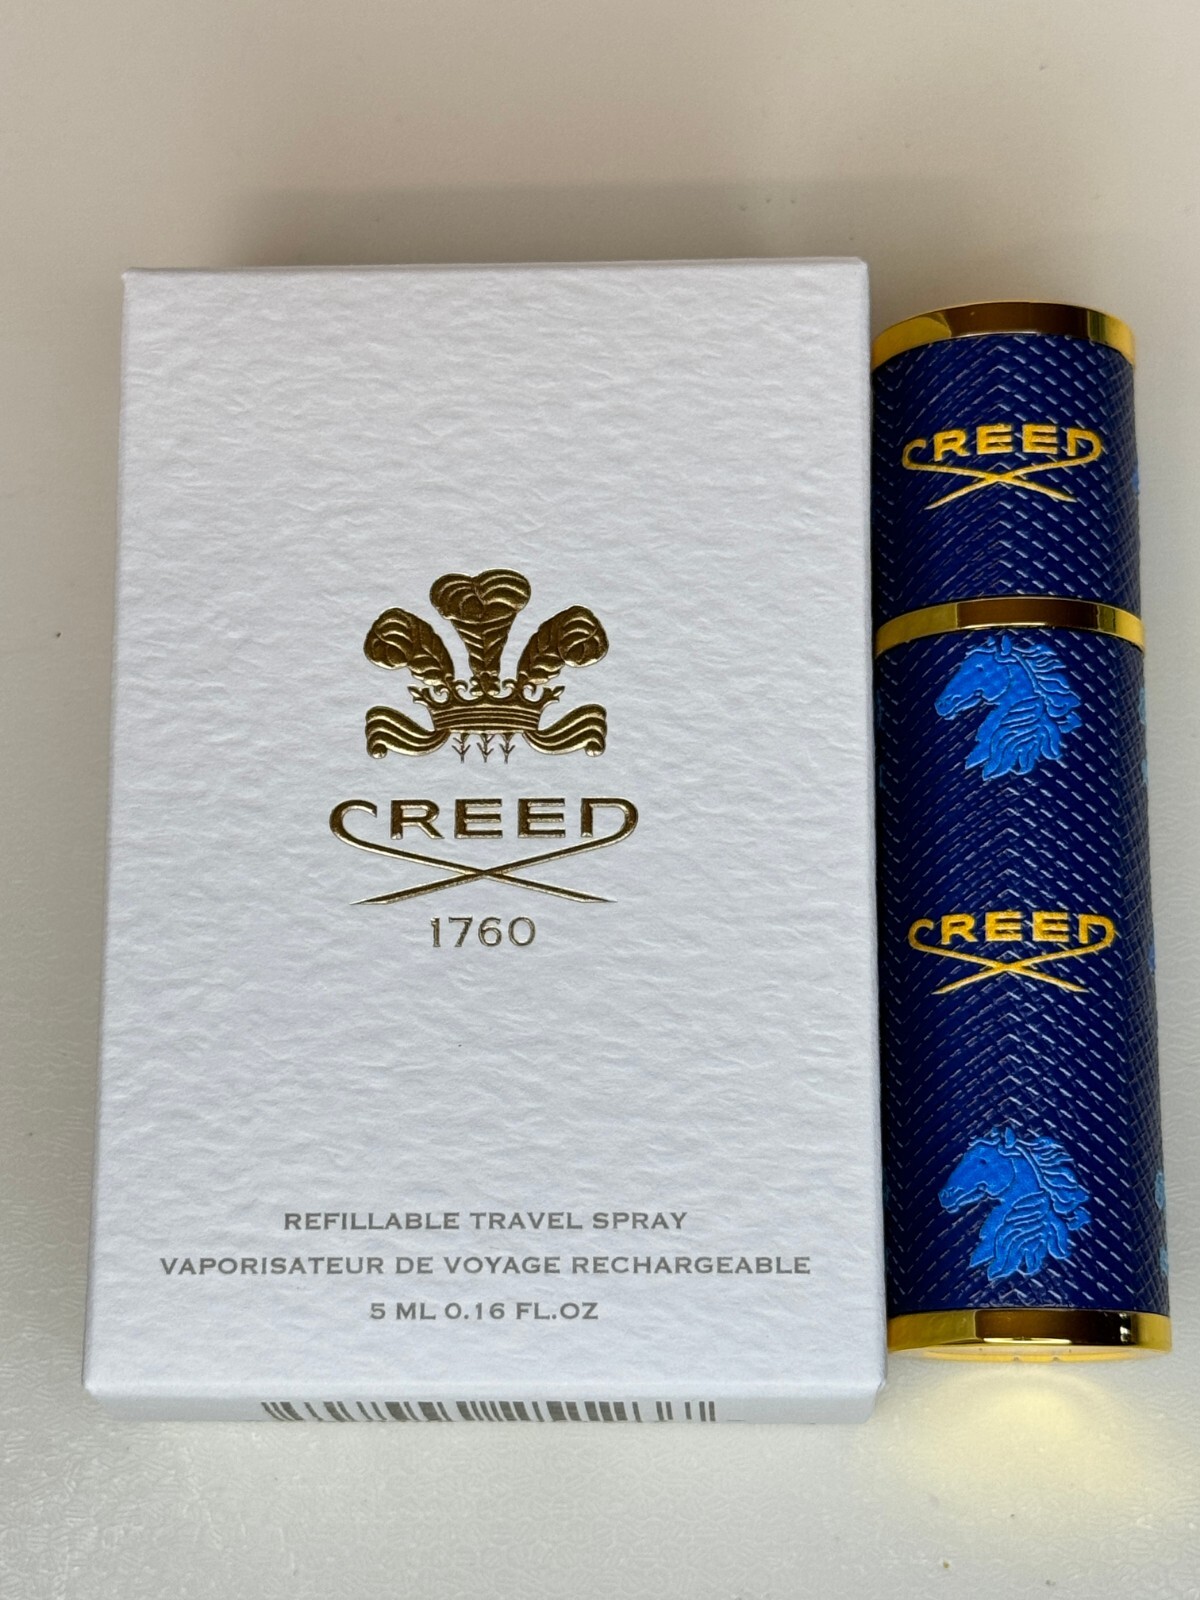 CREED
1760
REFILLABLE TRAVEL SPRAY
VAPORISATEUR DE VOYAGE RECHARGEABLE
5 ML 0.16 FL.OZ
CREED
CREED